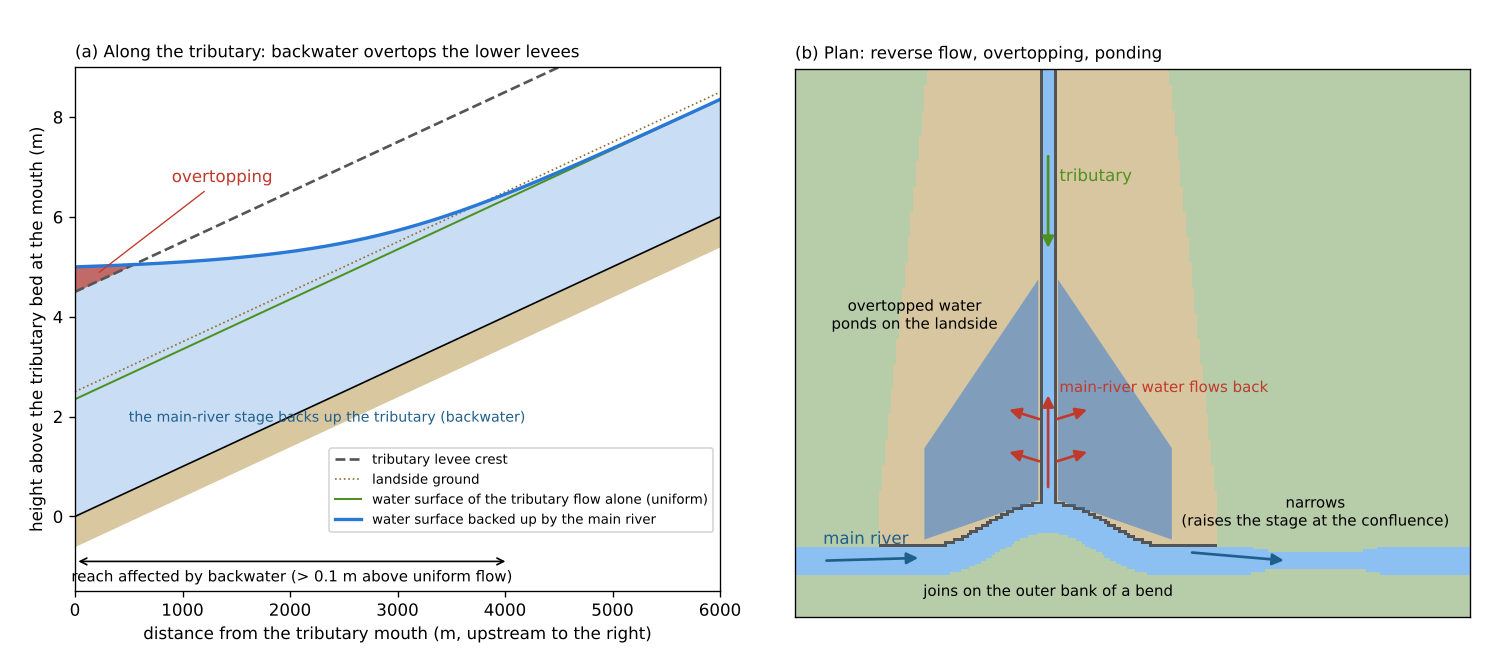 (a) Along the tributary: backwater overtops the lower levees
height above the tributary bed at the mouth (m)
8
6
4
2
0
overtopping
the main-river stage backs up the tributary (backwater)
tributary levee crest
landside ground
water surface of the tributary flow alone (uniform)
water surface backed up by the main river
reach affected by backwater (> 0.1 m above uniform flow)
0 1000 2000 3000 4000 5000 6000
distance from the tributary mouth (m, upstream to the right)
(b) Plan: reverse flow, overtopping, ponding
tributary
overtopped water
ponds on the landside
main-river water flows back
narrows
(raises the stage at the confluence)
main river
joins on the outer bank of a bend